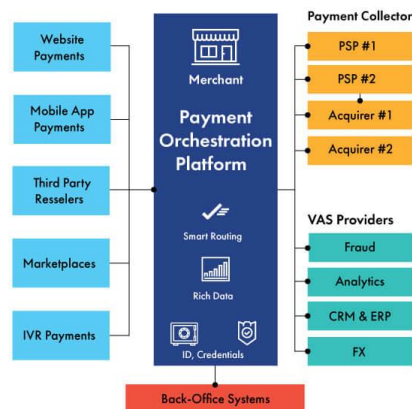 Website
Payments
Mobile App
Payments
Third Party
Resselers
Marketplaces
IVR Payments
Merchant
Payment
Orchestration
Platform
Smart Routing
Rich Data
ID, Credentials
Back-Office Systems
Payment Collector
PSP #1
PSP #2
Acquirer #1
Acquirer #2
VAS Providers
Fraud
Analytics
CRM & ERP
FX